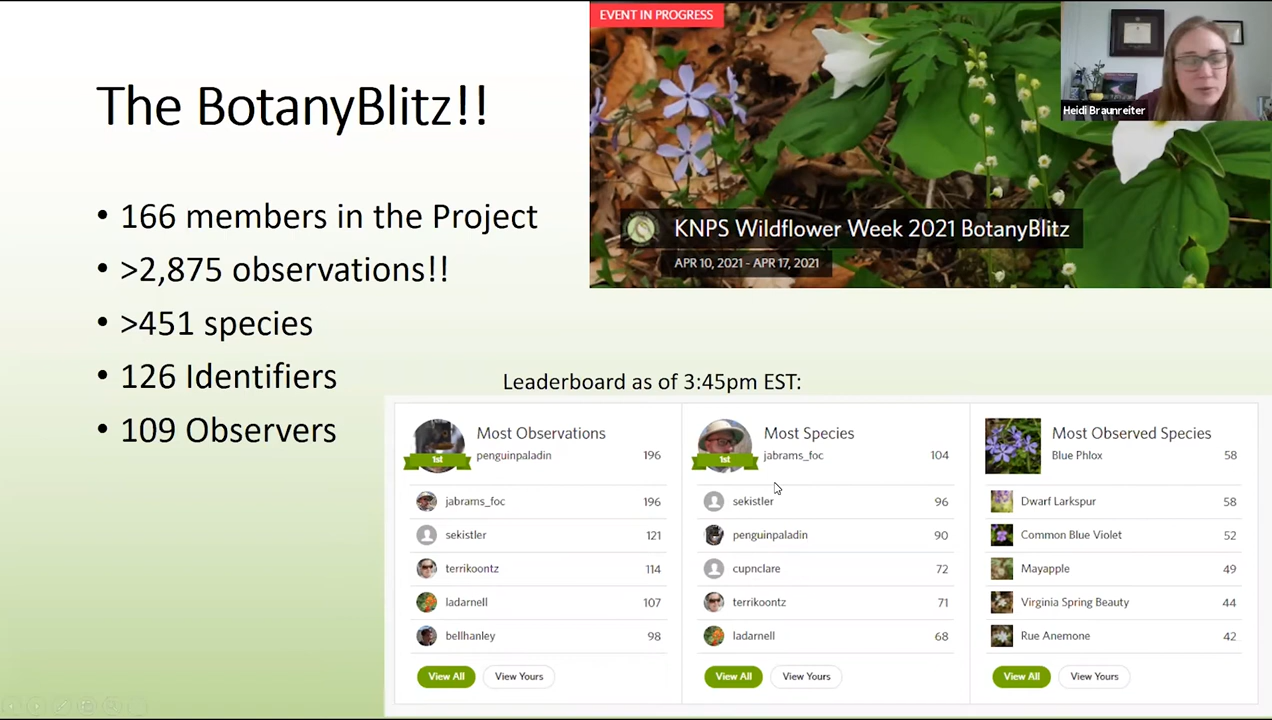 The BotanyBlitz!!
• 166 members in the Project
• >2,875 observations!!
• >451 species
• 126 Identifiers
• 109 Observers
EVENT IN PROGRESS
Heidi Braunreiter
KNPS Wildflower Week 2021 BotanyBlitz
APR 10, 2021 - APR 17, 2021
Leaderboard as of 3:45pm EST:
Most Observations
1st
penguinpaladin 196
jabrams_foc 196
sekistler 121
terrikoontz 114
ladarnell 107
bellhanley 98
View All View Yours
Most Species
1st
jabrams_foc 104
sekistler 96
penguinpaladin 90
cupnclare 72
terrikoontz 71
ladarnell 68
View All View Yours
Most Observed Species
Blue Phlox 58
Dwarf Larkspur 58
Common Blue Violet 52
Mayapple 49
Virginia Spring Beauty 44
Rue Anemone 42
View All View Yours